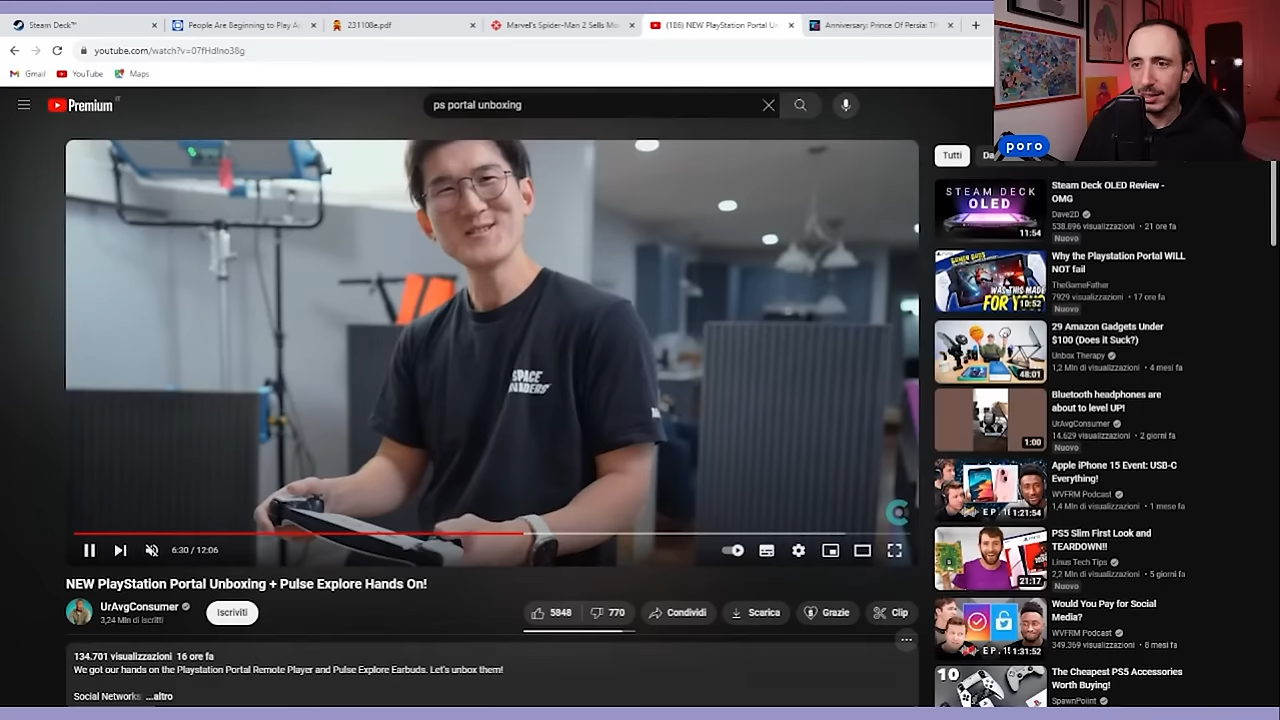 Steam Deck™
People Are Beginning to Play A
231108e.pdf
Marvel's Spider-Man 2 Sells Mo
(186) NEW PlayStation Portal Un
Anniversary: Prince Of Persia: Th
youtube.com/watch?v=07fHdIno38g
Gmail
YouTube
Maps
Premium IT
ps portal unboxing
poro
SPACE
INVADERS
6:30 / 12:06
NEW PlayStation Portal Unboxing + Pulse Explore Hands On!
UrAvgConsumer
3,24 Mln di iscritti
Iscriviti
5848
770
Condividi
Scarica
Grazie
Clip
134.701 visualizzazioni 16 ore fa
We got our hands on the Playstation Portal Remote Player and Pulse Explore Earbuds. Let's unbox them!
Social Networks ...altro
Tutti
Da
STEAM DECK
OLED
11:54
Steam Deck OLED Review -
OMG
Dave2D
538.896 visualizzazioni • 21 ore fa
Nuovo
WAS THIS MADE
FOR YOU
10:52
Why the Playstation Portal WILL
NOT fail
TheGameFather
7929 visualizzazioni • 17 ore fa
Nuovo
48:01
29 Amazon Gadgets Under
$100 (Does it Suck?)
Unbox Therapy
1,2 Mln di visualizzazioni • 4 mesi fa
1:00
Bluetooth headphones are
about to level UP!
UrAvgConsumer
14.629 visualizzazioni • 2 giorni fa
Nuovo
1:21:54
Apple iPhone 15 Event: USB-C
Everything!
WVFRM Podcast
1,4 Mln di visualizzazioni • 1 mese fa
21:17
PS5 Slim First Look and
TEARDOWN!!
Linus Tech Tips
2,2 Mln di visualizzazioni • 5 giorni fa
Nuovo
1:31:52
Would You Pay for Social
Media?
WVFRM Podcast
349.369 visualizzazioni • 8 mesi fa
10
The Cheapest PS5 Accessories
Worth Buying!
SpawnPoiint